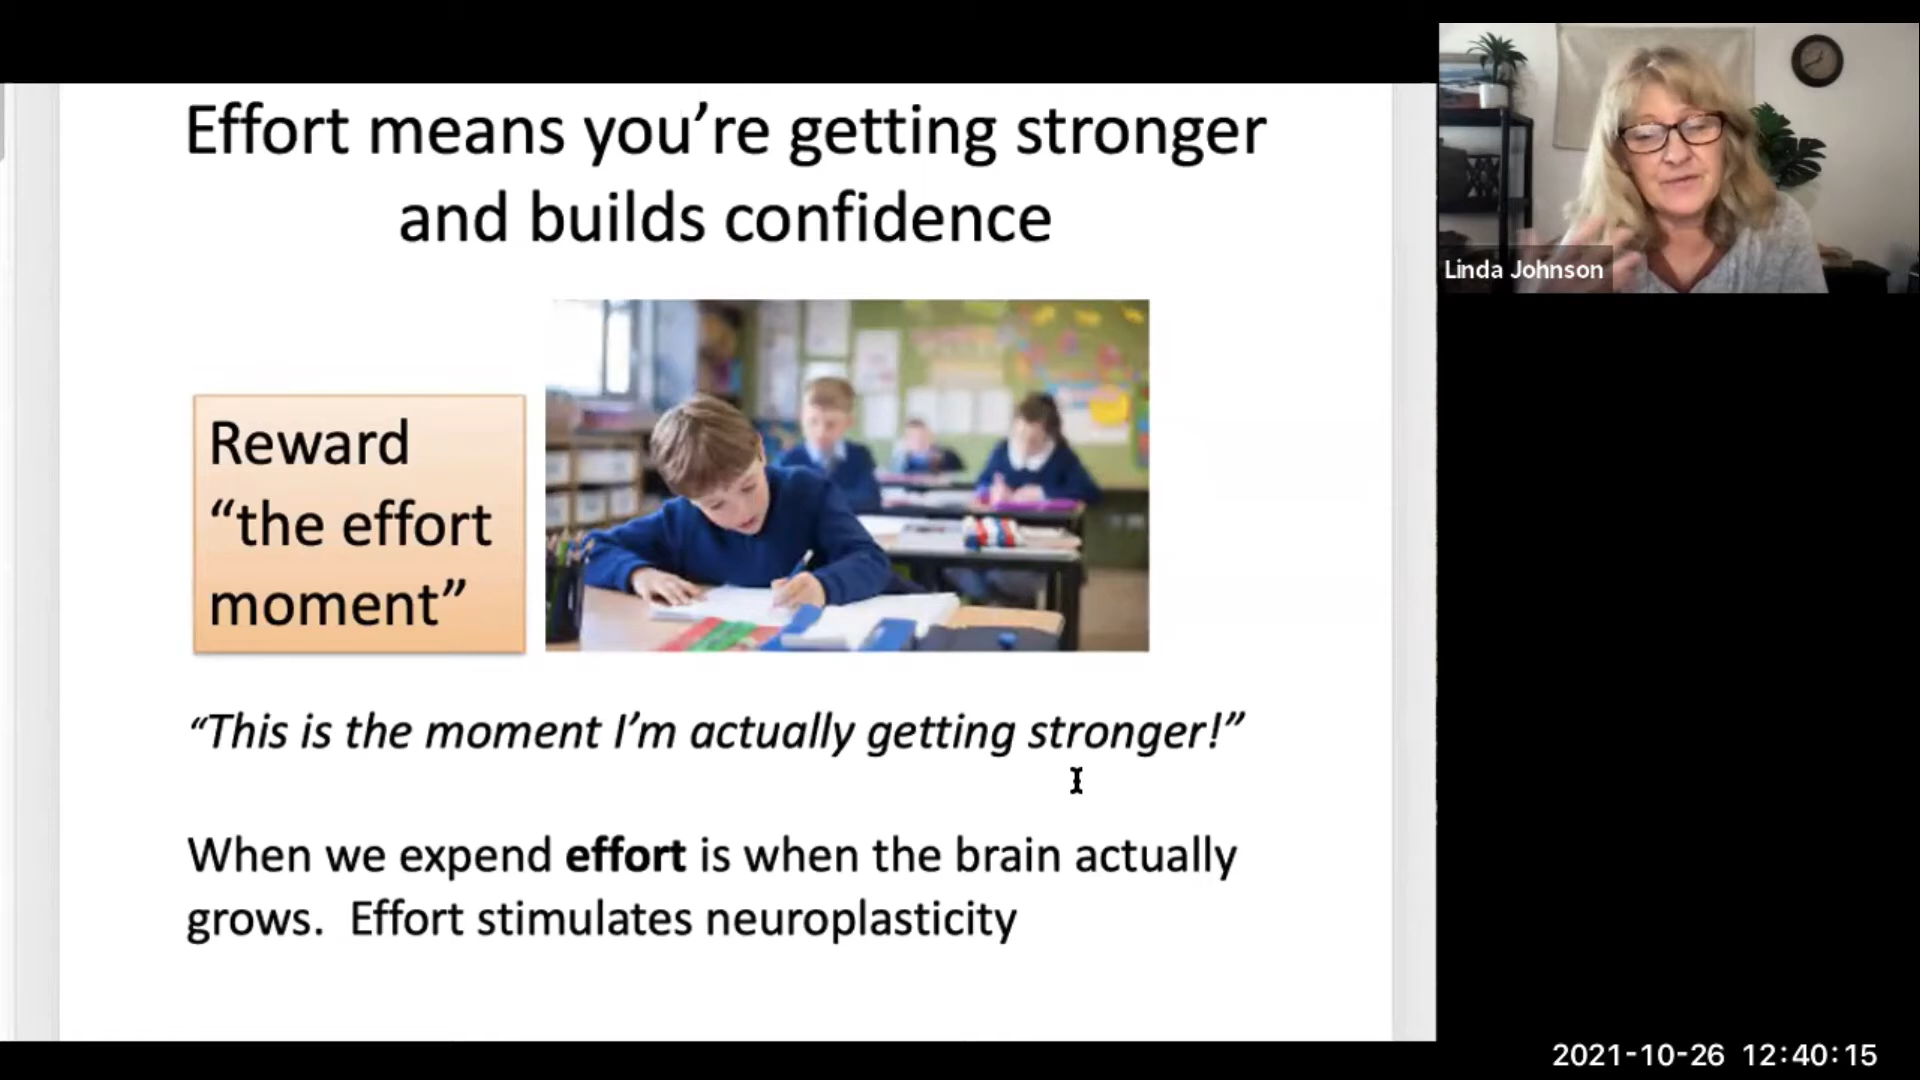 Effort means you’re getting stronger
and builds confidence
Reward
“the effort
moment”
“This is the moment I’m actually getting stronger!”
When we expend effort is when the brain actually
grows.  Effort stimulates neuroplasticity
Linda Johnson
2021-10-26 12:40:15